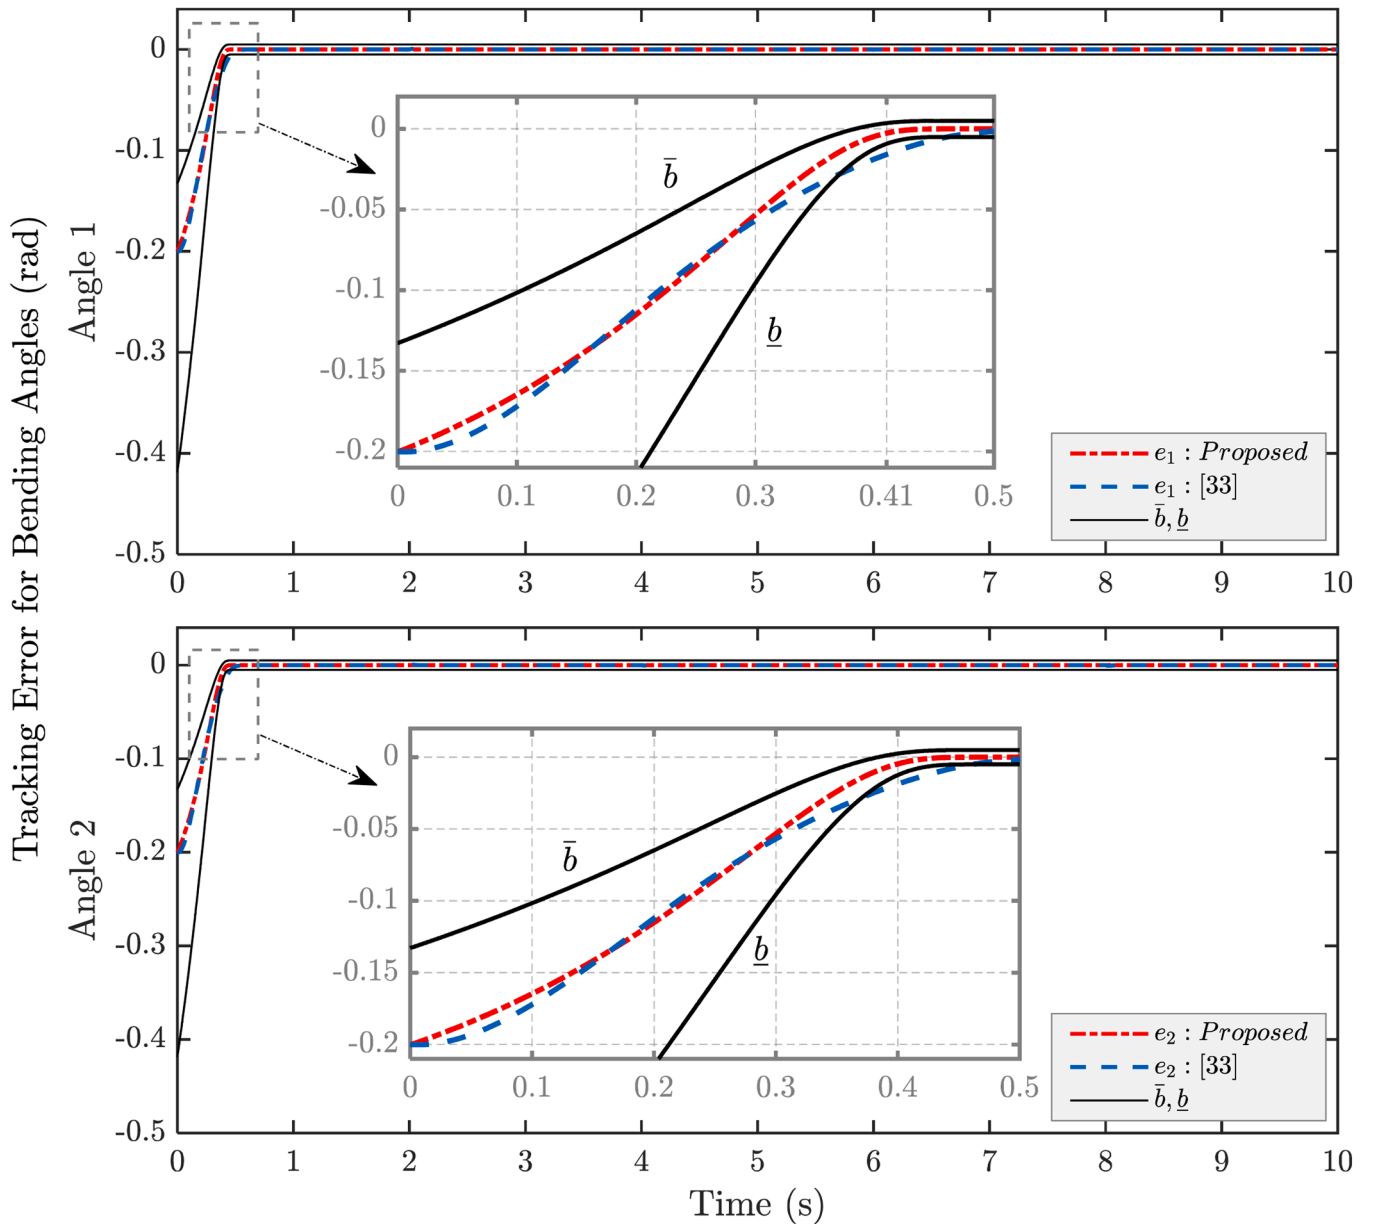 Tracking Error for Bending Angles (rad)
Angle 1
0
-0.1
-0.2
-0.3
-0.4
-0.5
0 1 2 3 4 5 6 7 8 9 10
0
-0.05
-0.1
-0.15
-0.2
0 0.1 0.2 0.3 0.41 0.5
b̄
b̲
e₁ : Proposed
e₁ : [33]
b̄, b̲
Angle 2
0
-0.1
-0.2
-0.3
-0.4
-0.5
0 1 2 3 4 5 6 7 8 9 10
0
-0.05
-0.1
-0.15
-0.2
0 0.1 0.2 0.3 0.4 0.5
b̄
b̲
e₂ : Proposed
e₂ : [33]
b̄, b̲
Time (s)